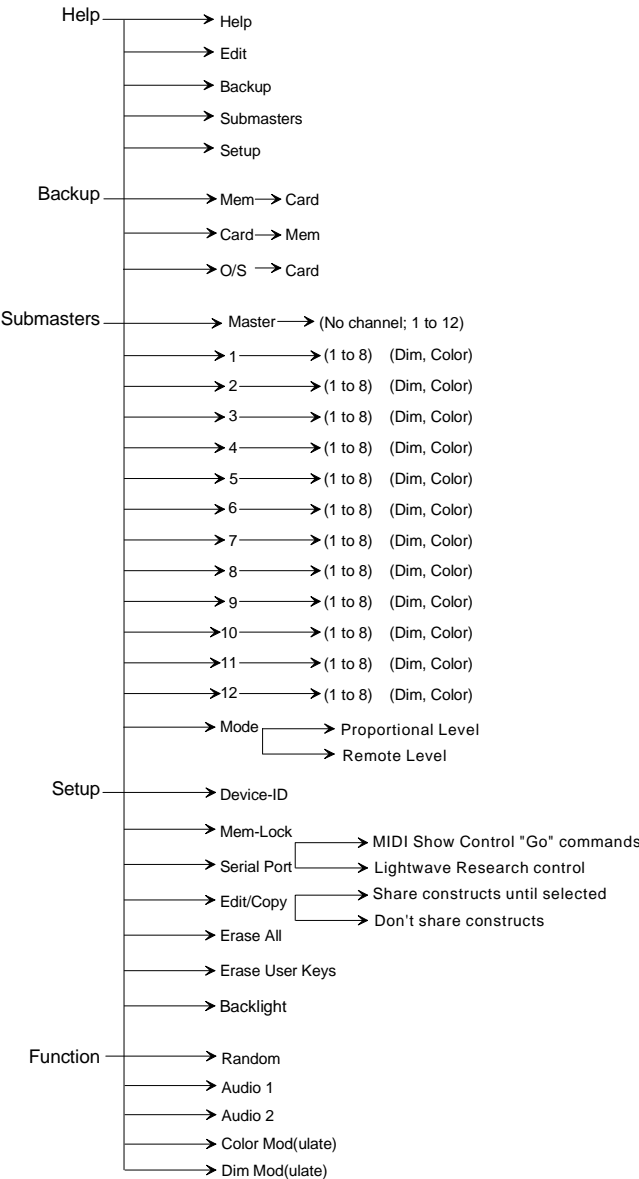 Help Help
Edit
Backup
Submasters
Setup
Backup Mem Card
Card Mem
O/S Card
Submasters Master (No channel; 1 to 12)
1 (1 to 8) (Dim, Color)
2 (1 to 8) (Dim, Color)
3 (1 to 8) (Dim, Color)
4 (1 to 8) (Dim, Color)
5 (1 to 8) (Dim, Color)
6 (1 to 8) (Dim, Color)
7 (1 to 8) (Dim, Color)
8 (1 to 8) (Dim, Color)
9 (1 to 8) (Dim, Color)
10 (1 to 8) (Dim, Color)
11 (1 to 8) (Dim, Color)
12 (1 to 8) (Dim, Color)
Mode Proportional Level
Remote Level
Setup Device-ID
Mem-Lock
MIDI Show Control "Go" commands
Serial Port Lightwave Research control
Share constructs until selected
Edit/Copy
Don't share constructs
Erase All
Erase User Keys
Backlight
Function Random
Audio 1
Audio 2
Color Mod(ulate)
Dim Mod(ulate)